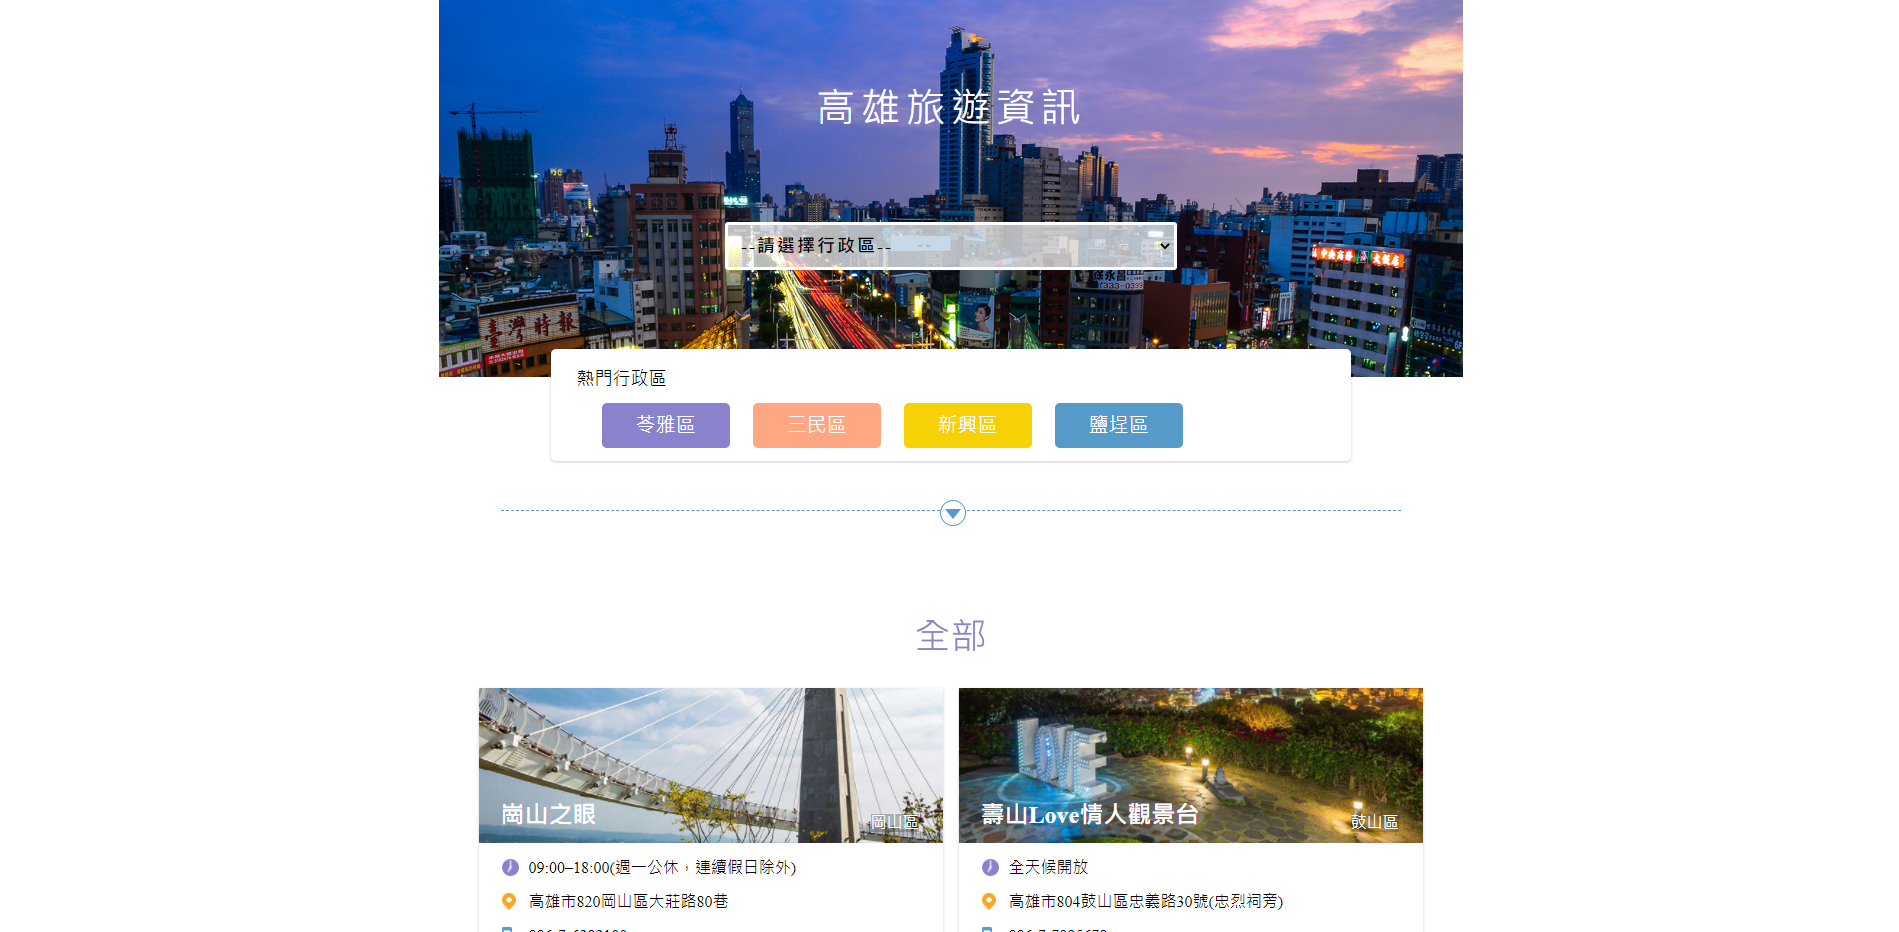 高雄旅遊資訊
--請選擇行政區--
臺灣時報
熱門行政區
苓雅區
三民區
新興區
鹽埕區
全部
崗山之眼
岡山區
09:00–18:00(週一公休，連續假日除外)
高雄市820岡山區大莊路80巷
LOVE
壽山Love情人觀景台
鼓山區
全天候開放
高雄市804鼓山區忠義路30號(忠烈祠旁)